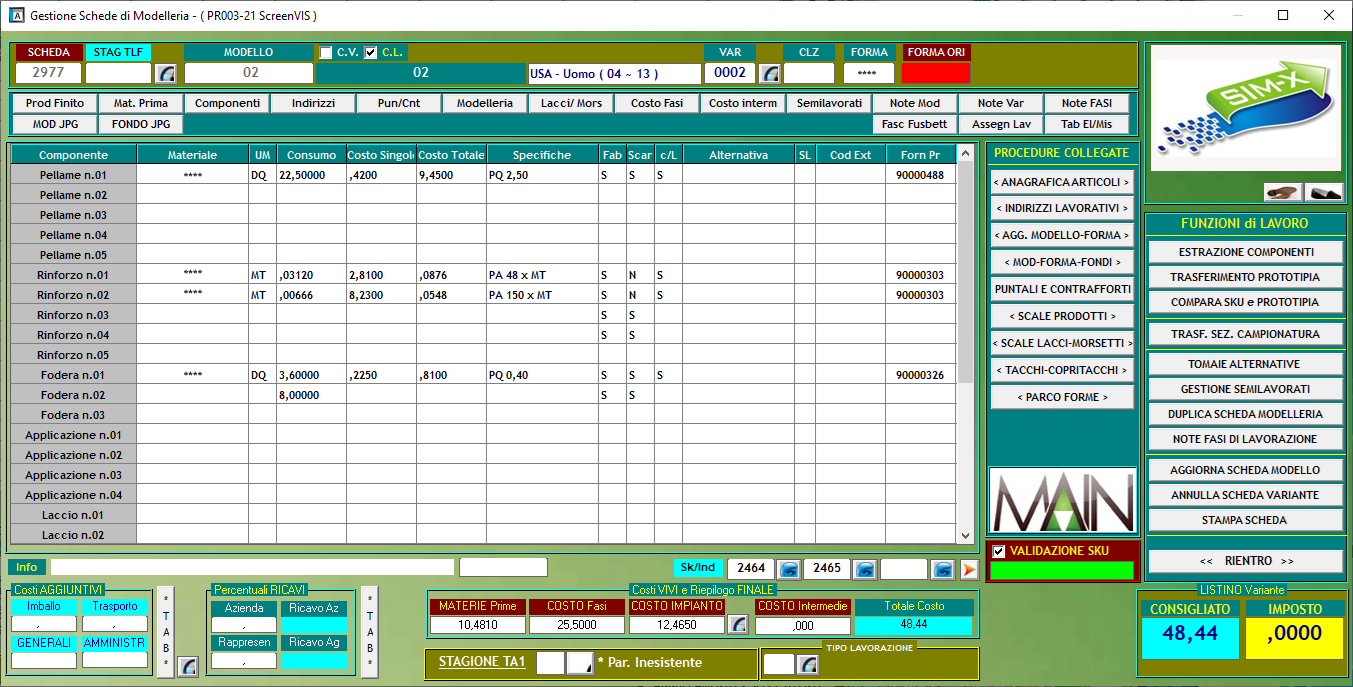 Gestione Schede di Modelleria - ( PR003-21 ScreenVIS )
SCHEDA STAG TLF MODELLO C.V. C.L. VAR CLZ FORMA FORMA ORI
2977 02 02 USA - Uomo ( 04 ~ 13 ) 0002 ****
Prod Finito Mat. Prima Componenti Indirizzi Pun/Cnt Modelleria Lacci/ Mors Costo Fasi Costo interm Semilavorati Note Mod Note Var Note FASI
MOD JPG FONDO JPG Fasc Fusbett Assegn Lav Tab El/Mis
Componente Materiale UM Consumo Costo Singolo Costo Totale Specifiche Fab Scar c/L Alternativa SL Cod Ext Forn Pr
Pellame n.01 **** DQ 22,50000 ,4200 9,4500 PQ 2,50 S S S 90000488
Pellame n.02
Pellame n.03
Pellame n.04
Pellame n.05
Rinforzo n.01 **** MT ,03120 2,8100 ,0876 PA 48 x MT S N S 90000303
Rinforzo n.02 **** MT ,00666 8,2300 ,0548 PA 150 x MT S N S 90000303
Rinforzo n.03 S S
Rinforzo n.04 S S
Rinforzo n.05
Fodera n.01 **** DQ 3,60000 ,2250 ,8100 PQ 0,40 S S S 90000326
Fodera n.02 8,00000 S S
Fodera n.03
Applicazione n.01
Applicazione n.02
Applicazione n.03
Applicazione n.04
Laccio n.01
Laccio n.02
PROCEDURE COLLEGATE
< ANAGRAFICA ARTICOLI >
< INDIRIZZI LAVORATIVI >
< AGG. MODELLO-FORMA >
< MOD-FORMA-FONDI >
PUNTALI E CONTRAFFORTI
< SCALE PRODOTTI >
< SCALE LACCI-MORSETTI >
< TACCHI-COPRITACCHI >
< PARCO FORME >
MAIN
VALIDAZIONE SKU
SIM-X
FUNZIONI di LAVORO
ESTRAZIONE COMPONENTI
TRASFERIMENTO PROTOTIPIA
COMPARA SKU e PROTOTIPIA
TRASF. SEZ. CAMPIONATURA
TOMAIE ALTERNATIVE
GESTIONE SEMILAVORATI
DUPLICA SCHEDA MODELLERIA
NOTE FASI DI LAVORAZIONE
AGGIORNA SCHEDA MODELLO
ANNULLA SCHEDA VARIANTE
STAMPA SCHEDA
<< RIENTRO >>
Info Sk/Ind 2464 2465
Costi AGGIUNTIVI
Imballo Trasporto
, ,
GENERALI AMMINISTR
* T A B *
Percentuali RICAVI
Azienda Ricavo Az
,
Rappresen Ricavo Ag
,
* T A B *
Costi VIVI e Riepilogo FINALE
MATERIE Prime COSTO Fasi COSTO IMPIANTO COSTO Intermedie Totale Costo
10,4810 25,5000 12,4650 ,000 48,44
STAGIONE TA1 * Par. Inesistente
TIPO LAVORAZIONE
LISTINO Variante
CONSIGLIATO IMPOSTO
48,44 ,0000